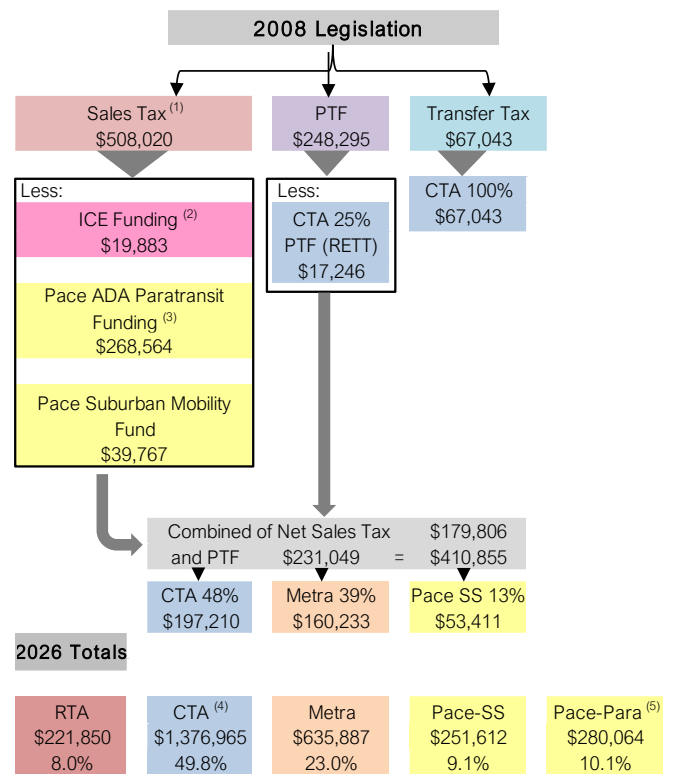 2008 Legislation
Sales Tax (1)
$508,020
PTF
$248,295
Transfer Tax
$67,043
Less:
ICE Funding (2)
$19,883
Pace ADA Paratransit
Funding (3)
$268,564
Pace Suburban Mobility
Fund
$39,767
Less:
CTA 25%
PTF (RETT)
$17,246
CTA 100%
$67,043
Combined of Net Sales Tax $179,806
and PTF $231,049 = $410,855
CTA 48%
$197,210
Metra 39%
$160,233
Pace SS 13%
$53,411
2026 Totals
RTA
$221,850
8.0%
CTA (4)
$1,376,965
49.8%
Metra
$635,887
23.0%
Pace-SS
$251,612
9.1%
Pace-Para (5)
$280,064
10.1%